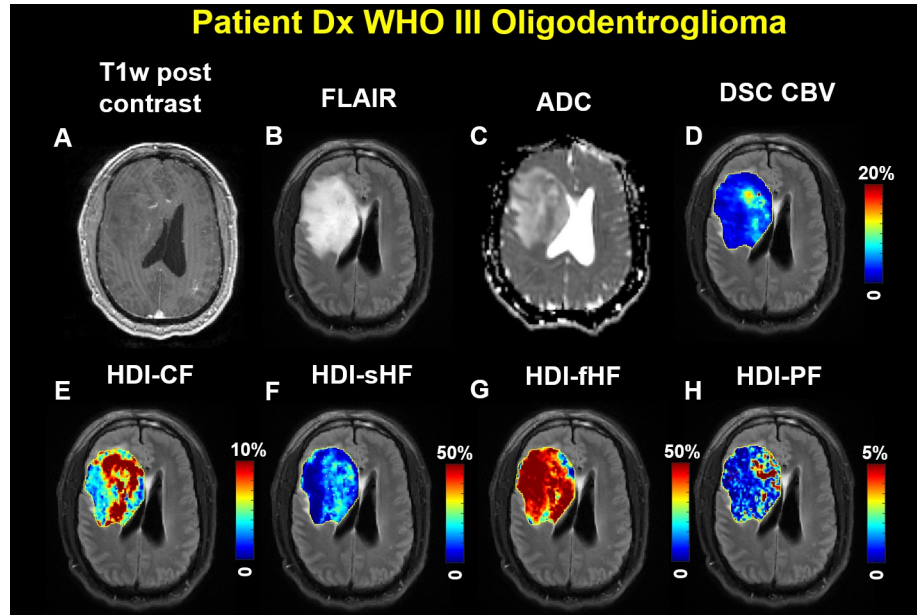 Patient Dx WHO III Oligodentroglioma
T1w post
contrast
FLAIR
ADC
DSC CBV
A
B
C
D
20%
0
HDI-CF
HDI-sHF
HDI-fHF
HDI-PF
E
F
G
H
10%
50%
50%
5%
0
0
0
0